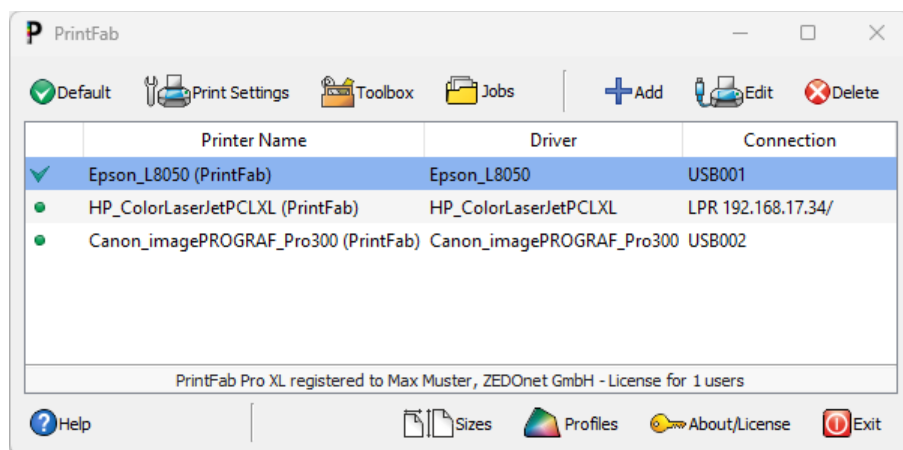 P PrintFab
Default Print Settings Toolbox Jobs Add Edit Delete
Printer Name Driver Connection
Epson_L8050 (PrintFab) Epson_L8050 USB001
HP_ColorLaserJetPCLXL (PrintFab) HP_ColorLaserJetPCLXL LPR 192.168.17.34/
Canon_imagePROGRAF_Pro300 (PrintFab) Canon_imagePROGRAF_Pro300 USB002
PrintFab Pro XL registered to Max Muster, ZEDOnet GmbH - License for 1 users
? Help Sizes Profiles About/License Exit